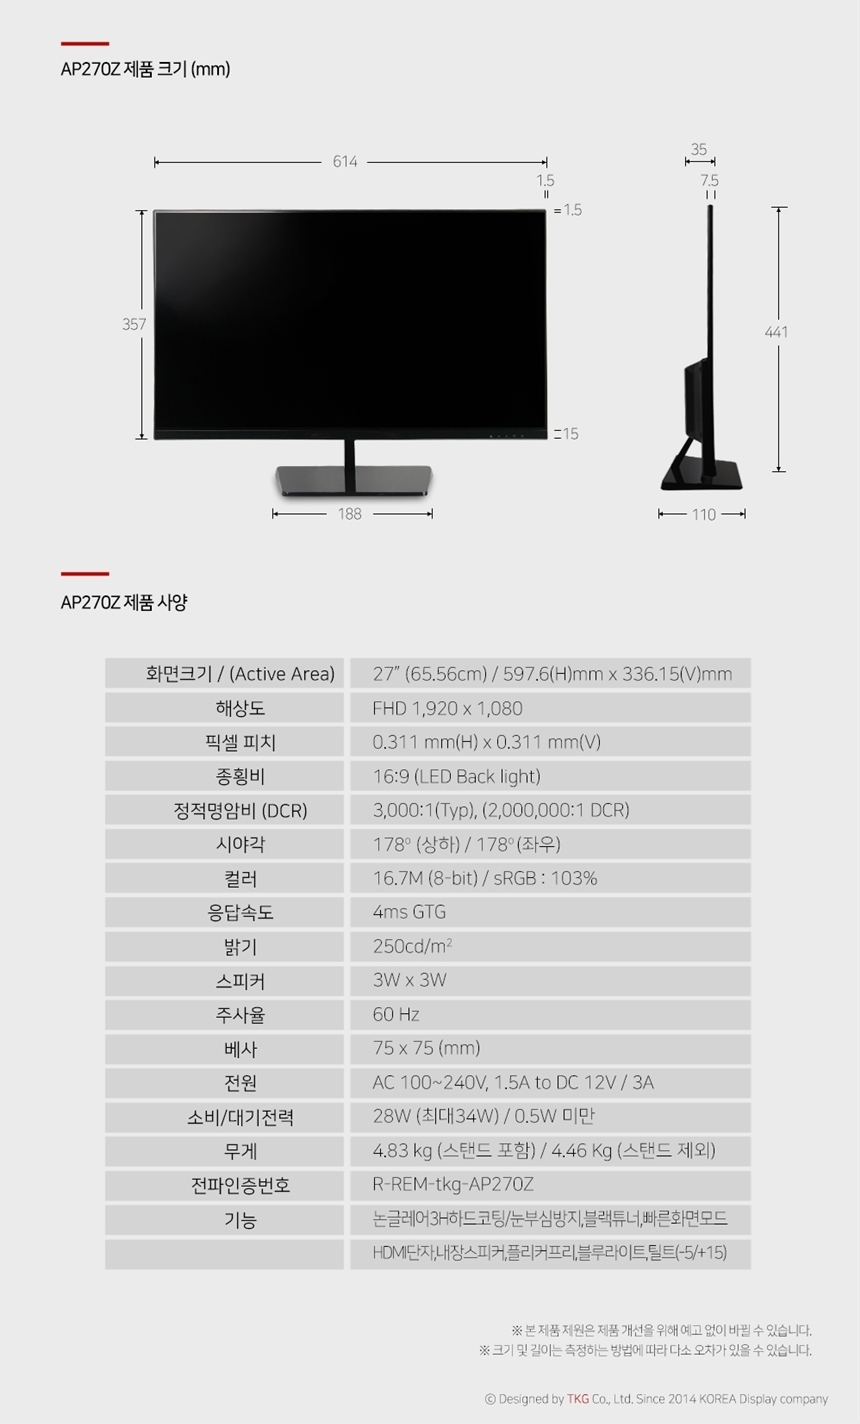 AP270Z 제품 크기 (mm)
614
35
1.5
7.5
1.5
357
441
15
188
110
AP270Z 제품 사양
화면크기 / (Active Area) 27” (65.56cm) / 597.6(H)mm x 336.15(V)mm
해상도 FHD 1,920 x 1,080
픽셀 피치 0.311 mm(H) x 0.311 mm(V)
종횡비 16:9 (LED Back light)
정적명암비 (DCR) 3,000:1(Typ), (2,000,000:1 DCR)
시야각 178º (상하) / 178º(좌우)
컬러 16.7M (8-bit) / sRGB : 103%
응답속도 4ms GTG
밝기 250cd/m²
스피커 3W x 3W
주사율 60 Hz
베사 75 x 75 (mm)
전원 AC 100~240V, 1.5A to DC 12V / 3A
소비/대기전력 28W (최대34W) / 0.5W 미만
무게 4.83 kg (스탠드 포함) / 4.46 Kg (스탠드 제외)
전파인증번호 R-REM-tkg-AP270Z
기능 논글레어3H하드코팅/눈부심방지,블랙튜너,빠른화면모드
HDMI단자,내장스피커,플리커프리,블루라이트,틸트(-5/+15)
※ 본 제품 제원은 제품 개선을 위해 예고 없이 바뀔 수 있습니다.
※ 크기 및 길이는 측정하는 방법에 따라 다소 오차가 있을 수 있습니다.
ⓒ Designed by TKG Co., Ltd. Since 2014 KOREA Display company